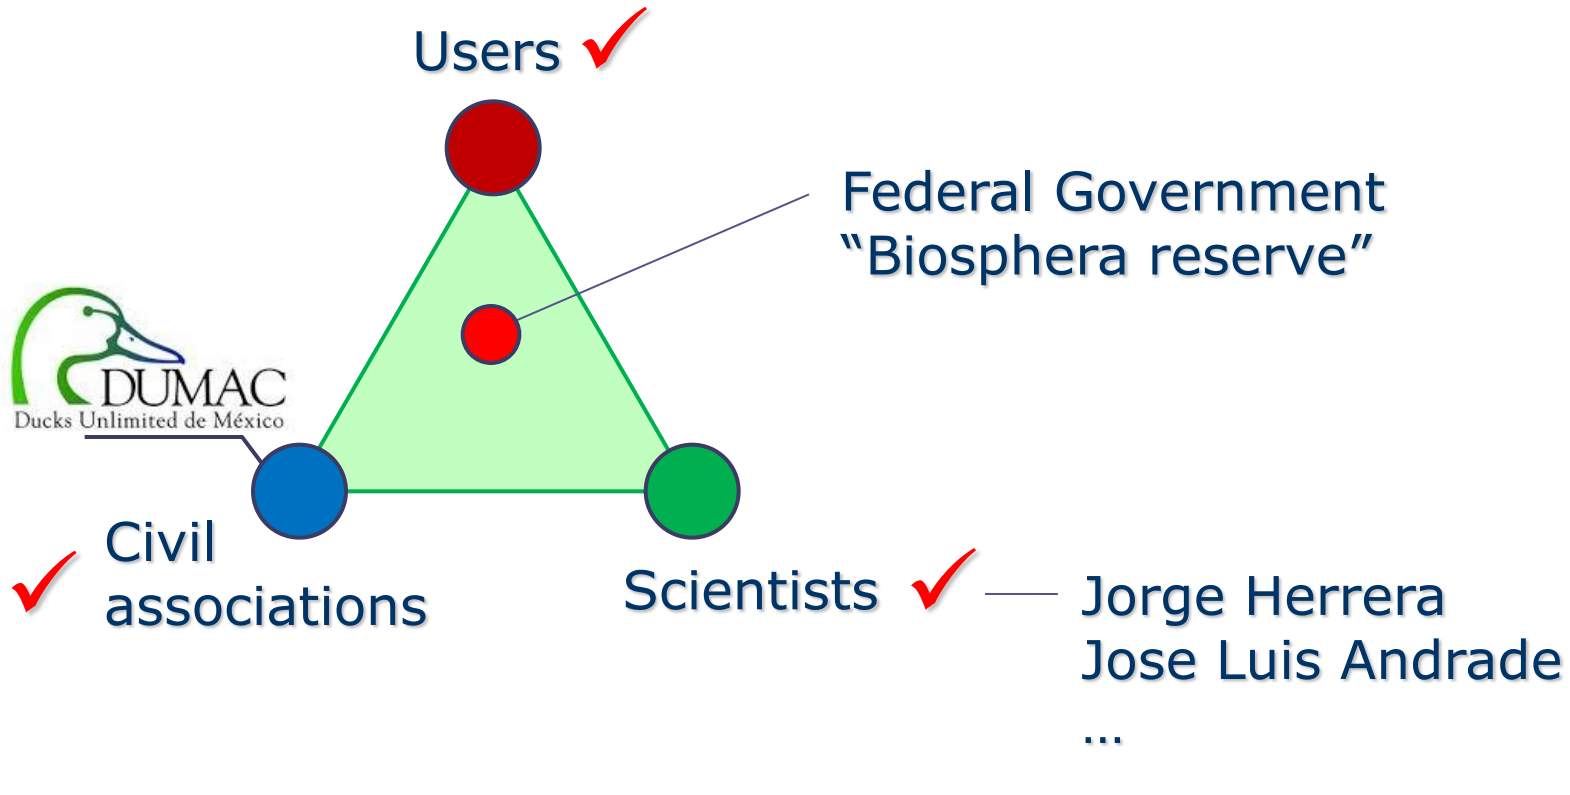 Users
Federal Government
“Biosphera reserve”
DUMAC
Ducks Unlimited de México
Civil
associations
Scientists
Jorge Herrera
Jose Luis Andrade
…